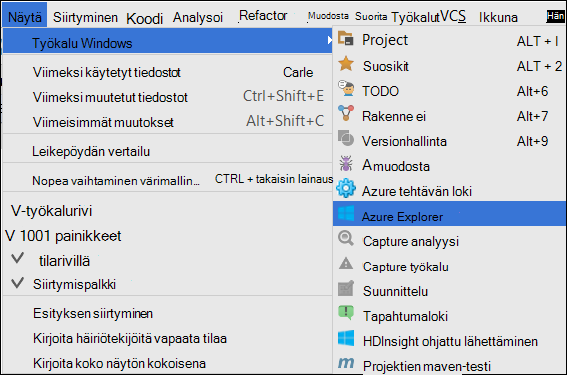 Näytä Siirtyminen Koodi Analysoi Refactor Muodosta Suorita Työkalut VCS Ikkuna Hän
Työkalu Windows
Viimeksi käytetyt tiedostot Carle
Viimeksi muutetut tiedostot Ctrl+Shift+E
Viimeisimmät muutokset Alt+Shift+C
Leikepöydän vertailu
Nopea vaihtaminen värimallin... CTRL + takaisin lainaus
V-työkalurivi
V 1001 painikkeet
tilarivillä
Siirtymispalkki
Esityksen siirtyminen
Kirjoita häiriötekijöitä vapaata tilaa
Kirjoita koko näytön kokoisena
Project ALT + I
Suosikit ALT + 2
TODO Alt+6
Rakenne ei Alt+7
Versionhallinta Alt+9
Amuodosta
Azure tehtävän loki
Azure Explorer
Capture analyysi
Capture työkalu
Suunnittelu
Tapahtumaloki
HDInsight ohjattu lähettäminen
Projektien maven-testi